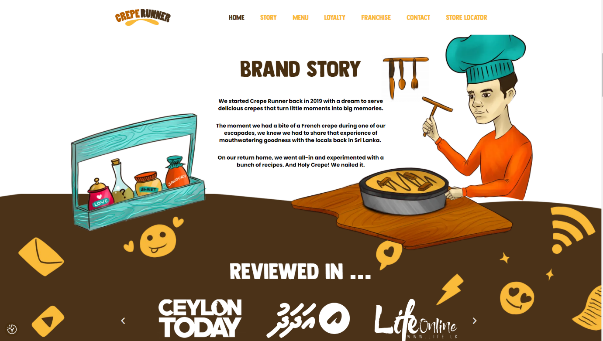 CREPE RUNNER
HOME
STORY
MENU
LOYALTY
FRANCHISE
CONTACT
STORE LOCATOR
BRAND STORY
We started Crepe Runner back in 2019 with a dream to serve
delicious crepes that turn little moments into big memories.
The moment we had a bite of a French crepe during one of our
escapades, we knew we had to share that experience of
mouthwatering goodness with the locals back in Sri Lanka.
On our return home, we went all-in and experimented with a
bunch of recipes. And Holy Crepe! We nailed it.
LOVE
REVIEWED IN ...
CEYLON
TODAY
Life Online